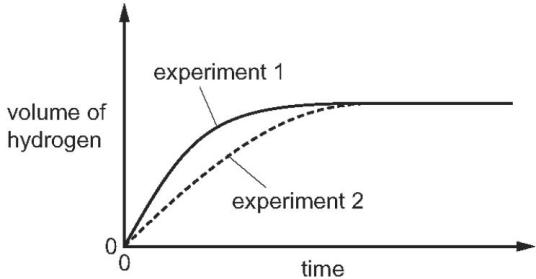 experiment 1
volume of
hydrogen
experiment 2
0
0
time